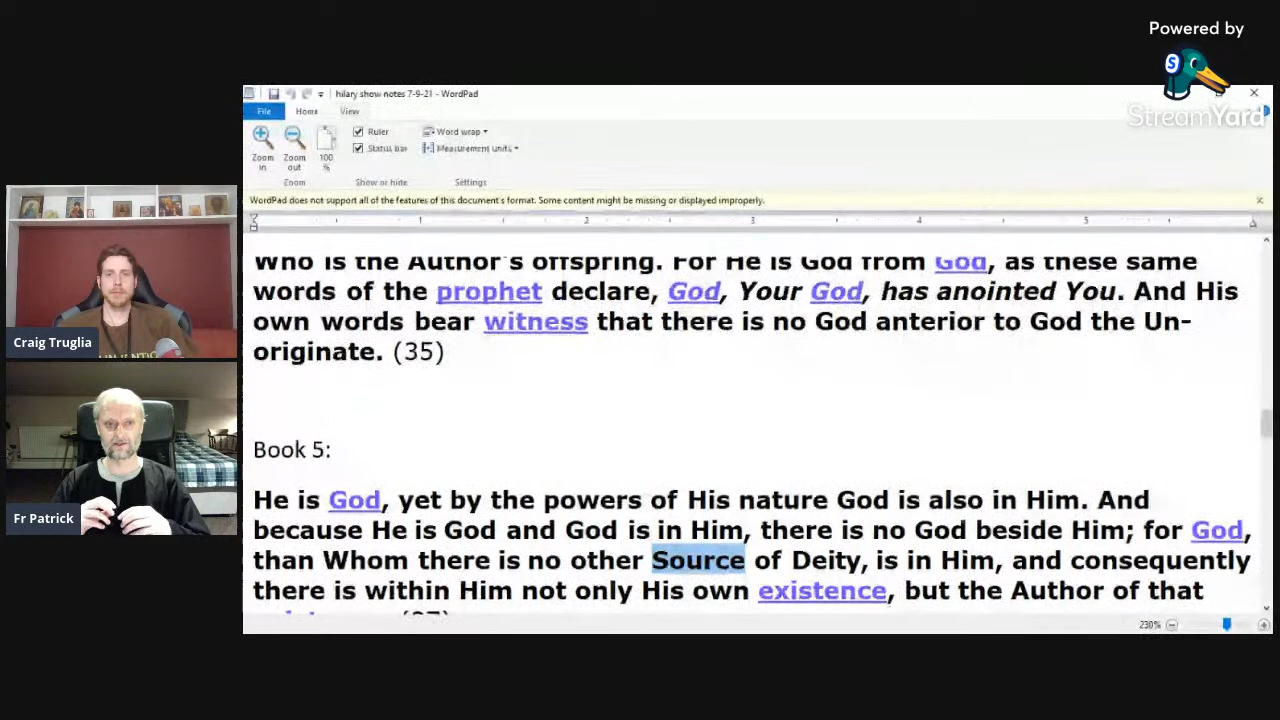 Powered by
StreamYard
hilary show notes 7-9-21 - WordPad
File Home View
Zoom in
Zoom out
100 %
Zoom
Ruler
Status bar
Show or hide
Word wrap
Measurement units
Settings
WordPad does not support all of the features of this document's format. Some content might be missing or displayed improperly.
1 2 3 4 5
Who is the Author's offspring. For He is God from God, as these same
words of the prophet declare, God, Your God, has anointed You. And His
own words bear witness that there is no God anterior to God the Un-
originate. (35)
Book 5:
He is God, yet by the powers of His nature God is also in Him. And
because He is God and God is in Him, there is no God beside Him; for God,
than Whom there is no other Source of Deity, is in Him, and consequently
there is within Him not only His own existence, but the Author of that
230%
Craig Truglia
Fr Patrick